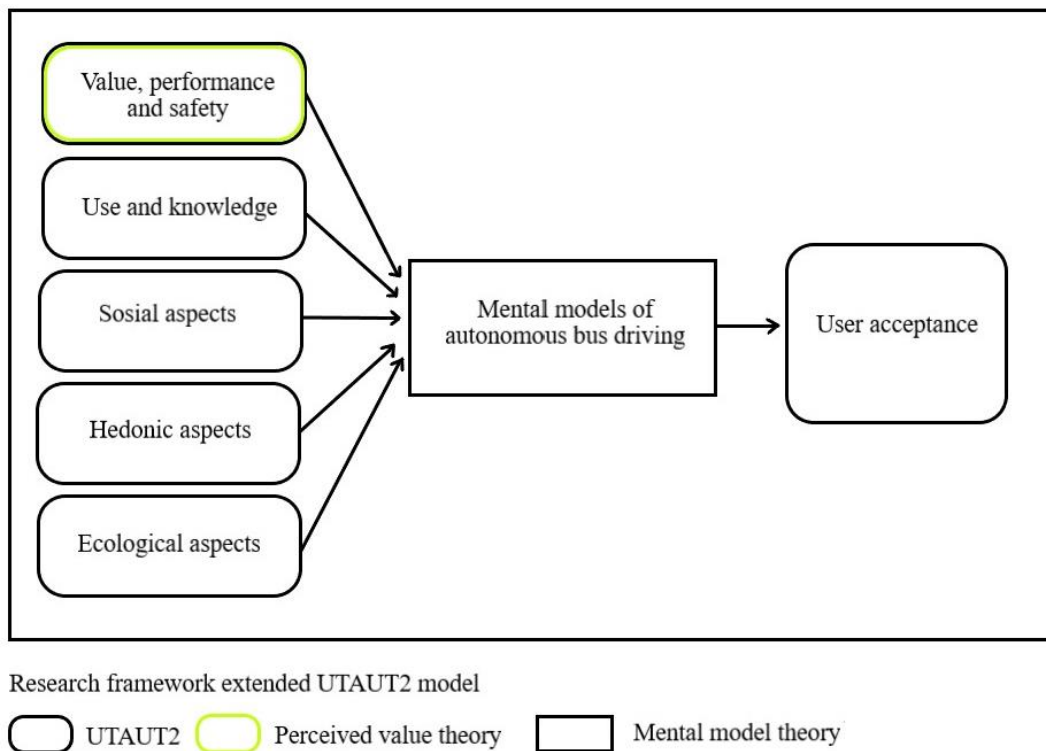 Value, performance
and safety
Use and knowledge
Sosial aspects
Hedonic aspects
Ecological aspects
Mental models of
autonomous bus driving
User acceptance
Research framework extended UTAUT2 model
UTAUT2
Perceived value theory
Mental model theory